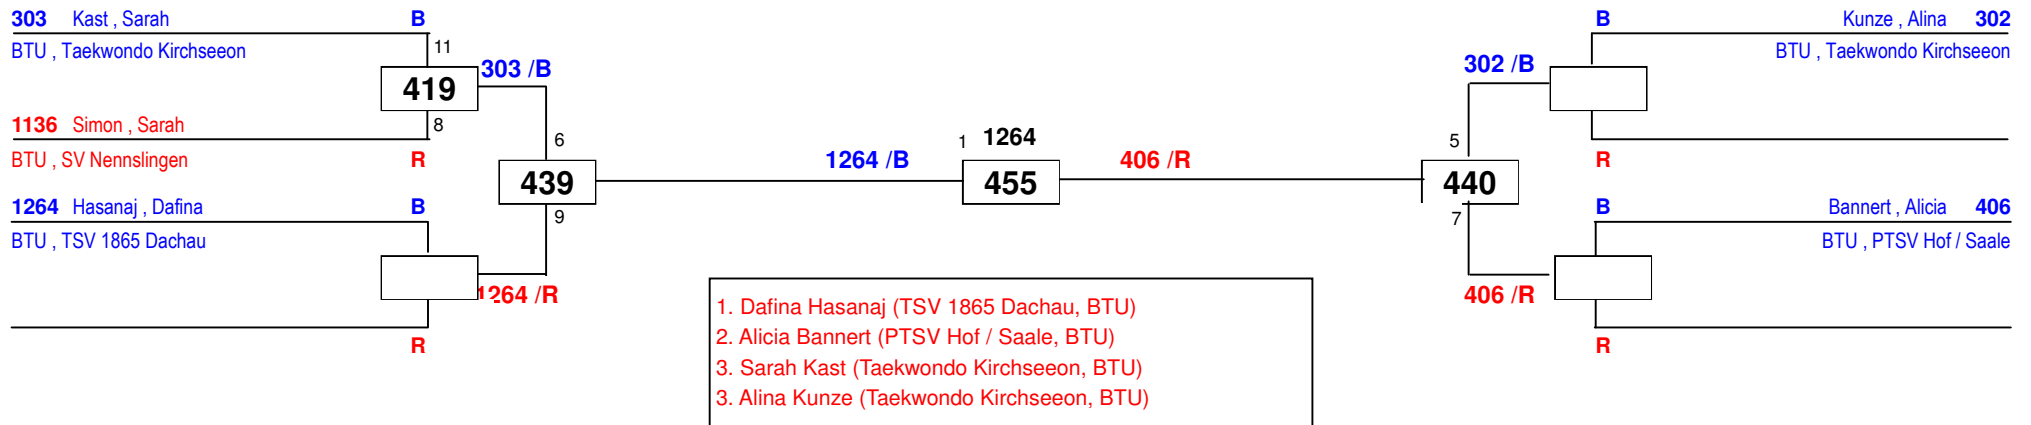 303 Kast , Sarah B
BTU , Taekwondo Kirchseeon
11
419
303 /B
8
1136 Simon , Sarah
BTU , SV Nennslingen R
6
439
9
1264 Hasanaj , Dafina B
BTU , TSV 1865 Dachau
1264 /R
R
1264 /B
1 1264
455
406 /R
B Kunze , Alina 302
BTU , Taekwondo Kirchseeon
302 /B
R
5
440
7
B Bannert , Alicia 406
BTU , PTSV Hof / Saale
406 /R
R
1. Dafina Hasanaj (TSV 1865 Dachau, BTU)
2. Alicia Bannert (PTSV Hof / Saale, BTU)
3. Sarah Kast (Taekwondo Kirchseeon, BTU)
3. Alina Kunze (Taekwondo Kirchseeon, BTU)